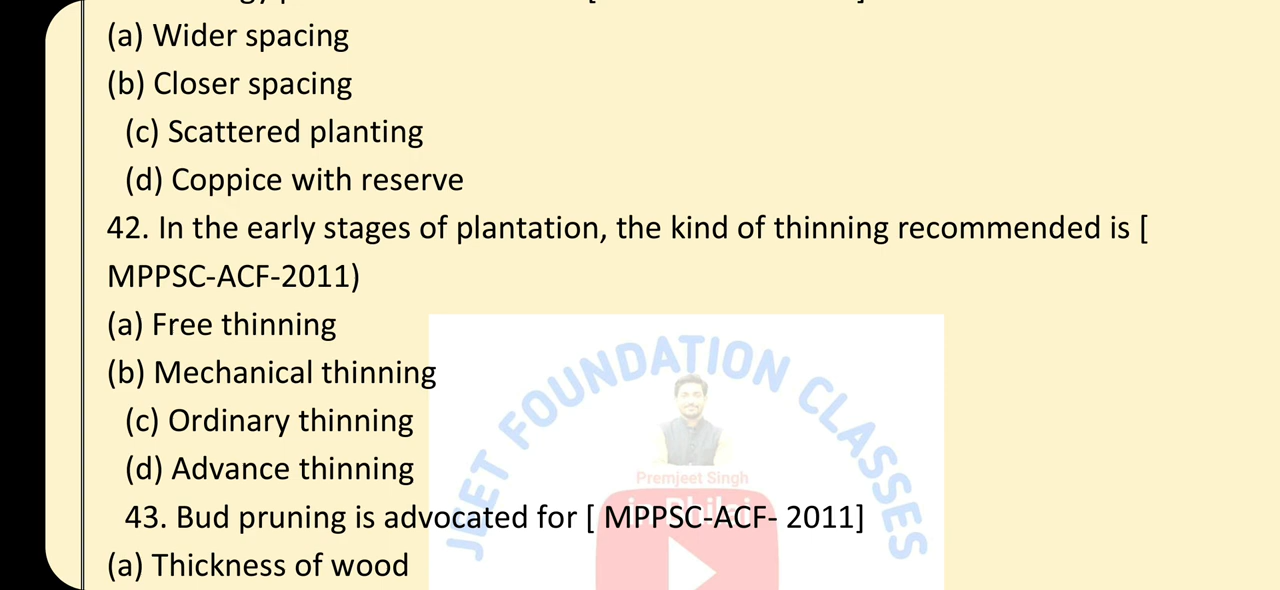 (a) Wider spacing
(b) Closer spacing
(c) Scattered planting
(d) Coppice with reserve
42. In the early stages of plantation, the kind of thinning recommended is [
MPPSC-ACF-2011)
(a) Free thinning
(b) Mechanical thinning
(c) Ordinary thinning
(d) Advance thinning
43. Bud pruning is advocated for [ MPPSC-ACF- 2011]
(a) Thickness of wood
JEET FOUNDATION CLASSES
Premjeet Singh